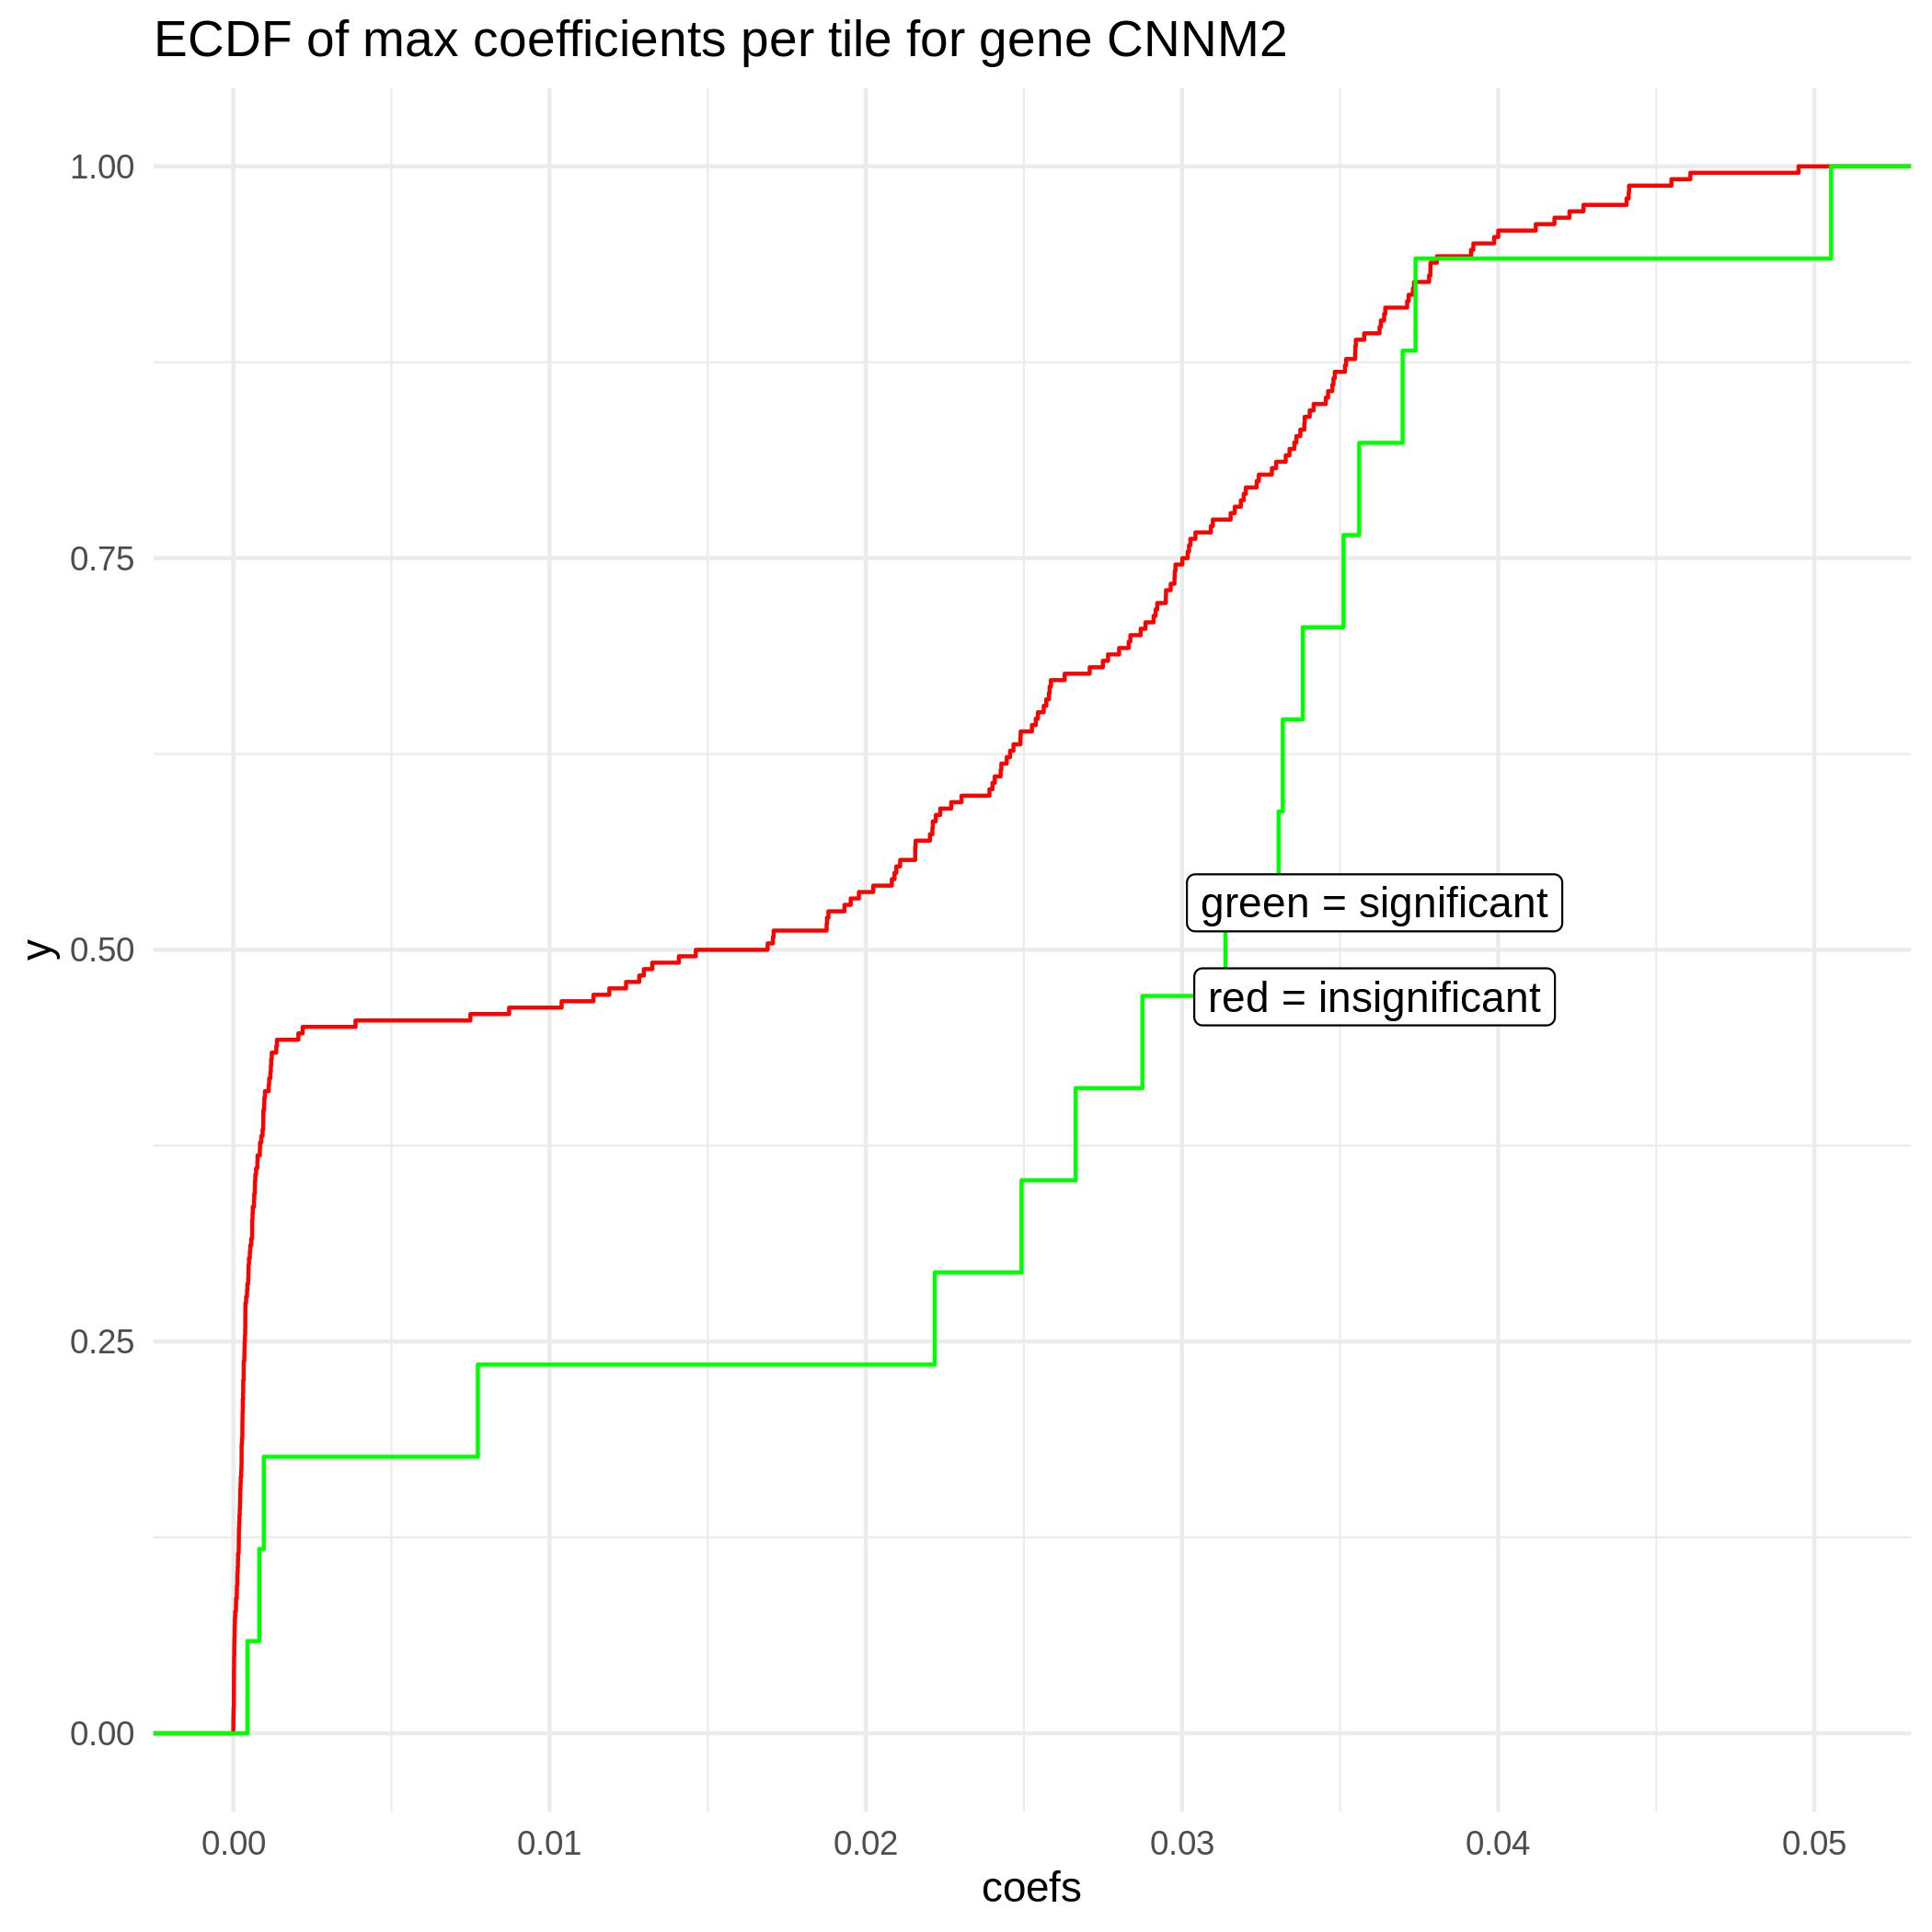 ECDF of max coefficients per tile for gene CNNM2
1.00
0.75
0.50
0.25
0.00
y
green = significant
red = insignificant
0.00 0.01 0.02 0.03 0.04 0.05
coefs